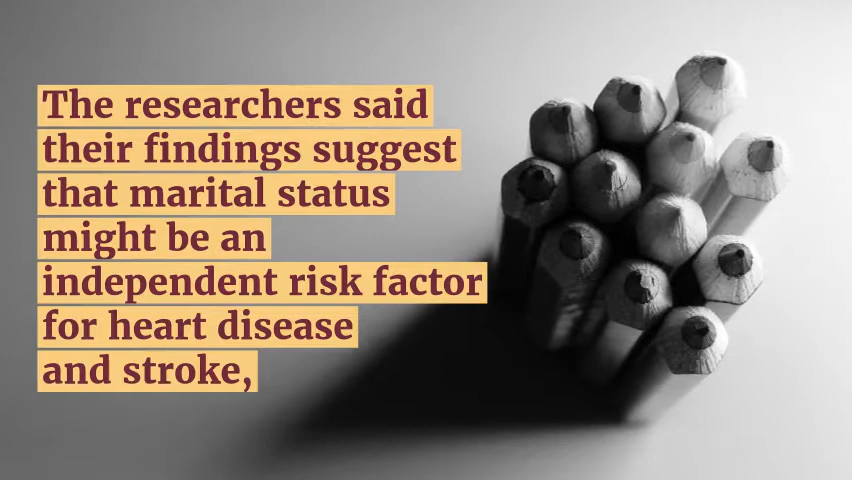 The researchers said
their findings suggest
that marital status
might be an
independent risk factor
for heart disease
and stroke,